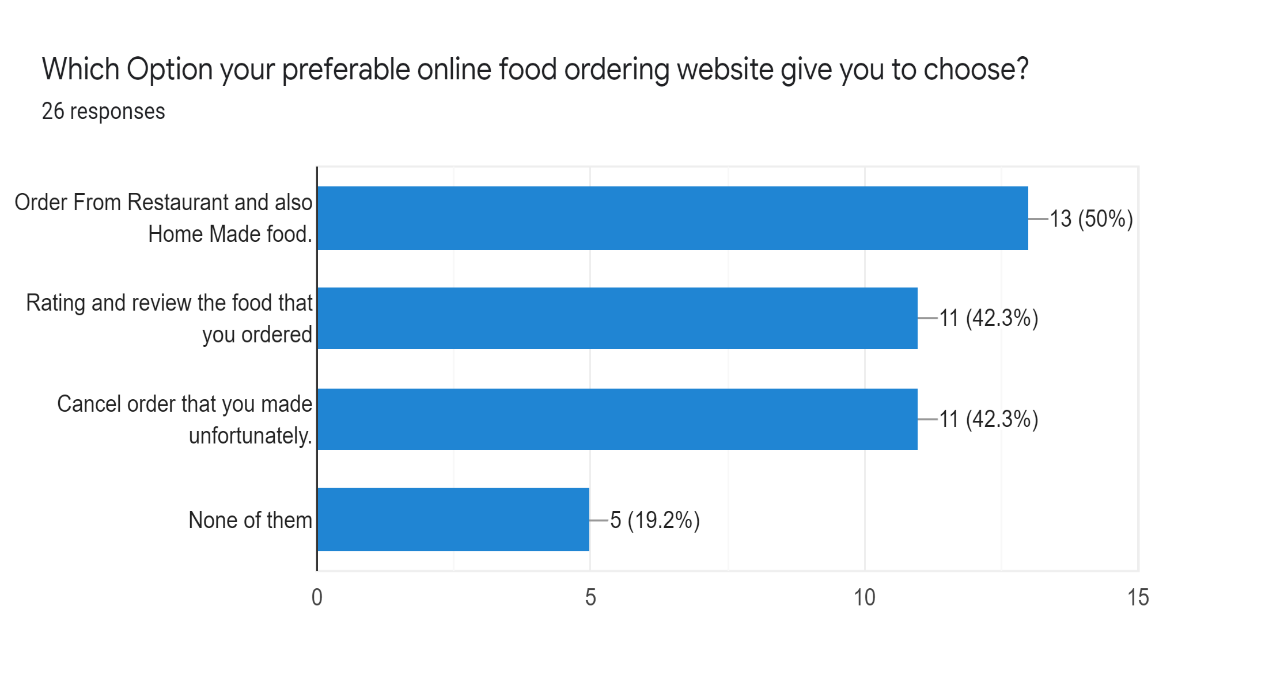 Which Option your preferable online food ordering website give you to choose?
26 responses
Order From Restaurant and also
Home Made food.
13 (50%)
Rating and review the food that
you ordered
11 (42.3%)
Cancel order that you made
unfortunately.
11 (42.3%)
None of them
5 (19.2%)
0 5 10 15